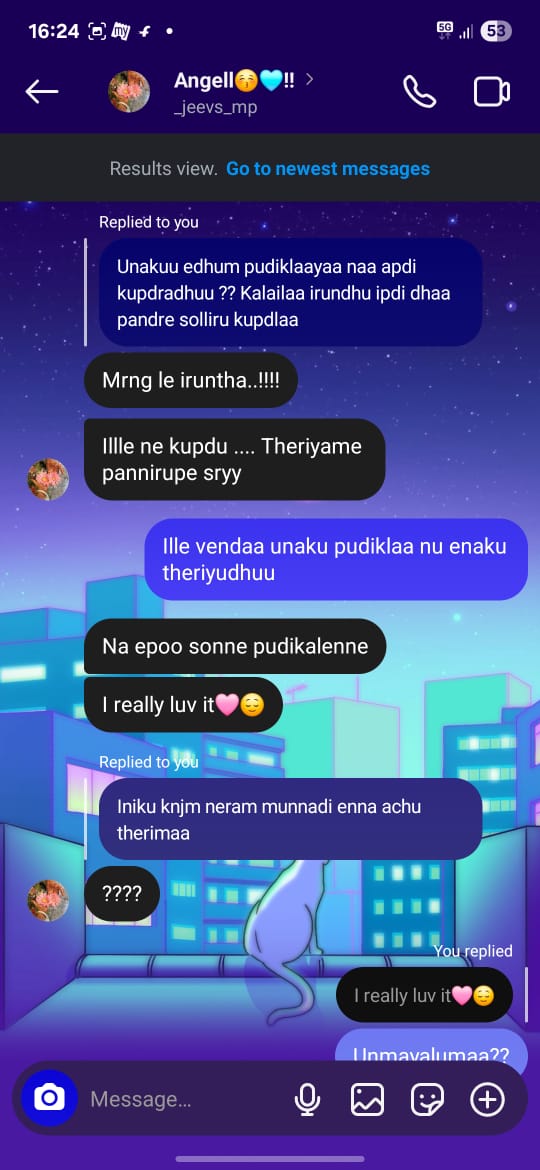 16:24
5G
53
Angell😚🩵!!
_jeevs_mp
Results view. Go to newest messages
Replied to you
Unakuu edhum pudiklaayaa naa apdi
kupdradhuu ?? Kalailaa irundhu ipdi dhaa
pandre solliru kupdlaa
Mrng le iruntha..!!!!
Illle ne kupdu .... Theriyame
pannirupe sryy
Ille vendaa unaku pudiklaa nu enaku
theriyudhuu
Na epoo sonne pudikalenne
I really luv it🩷😌
Replied to you
Iniku knjm neram munnadi enna achu
therimaa
????
You replied
I really luv it🩷😌
Unmayalumaa??
Message...